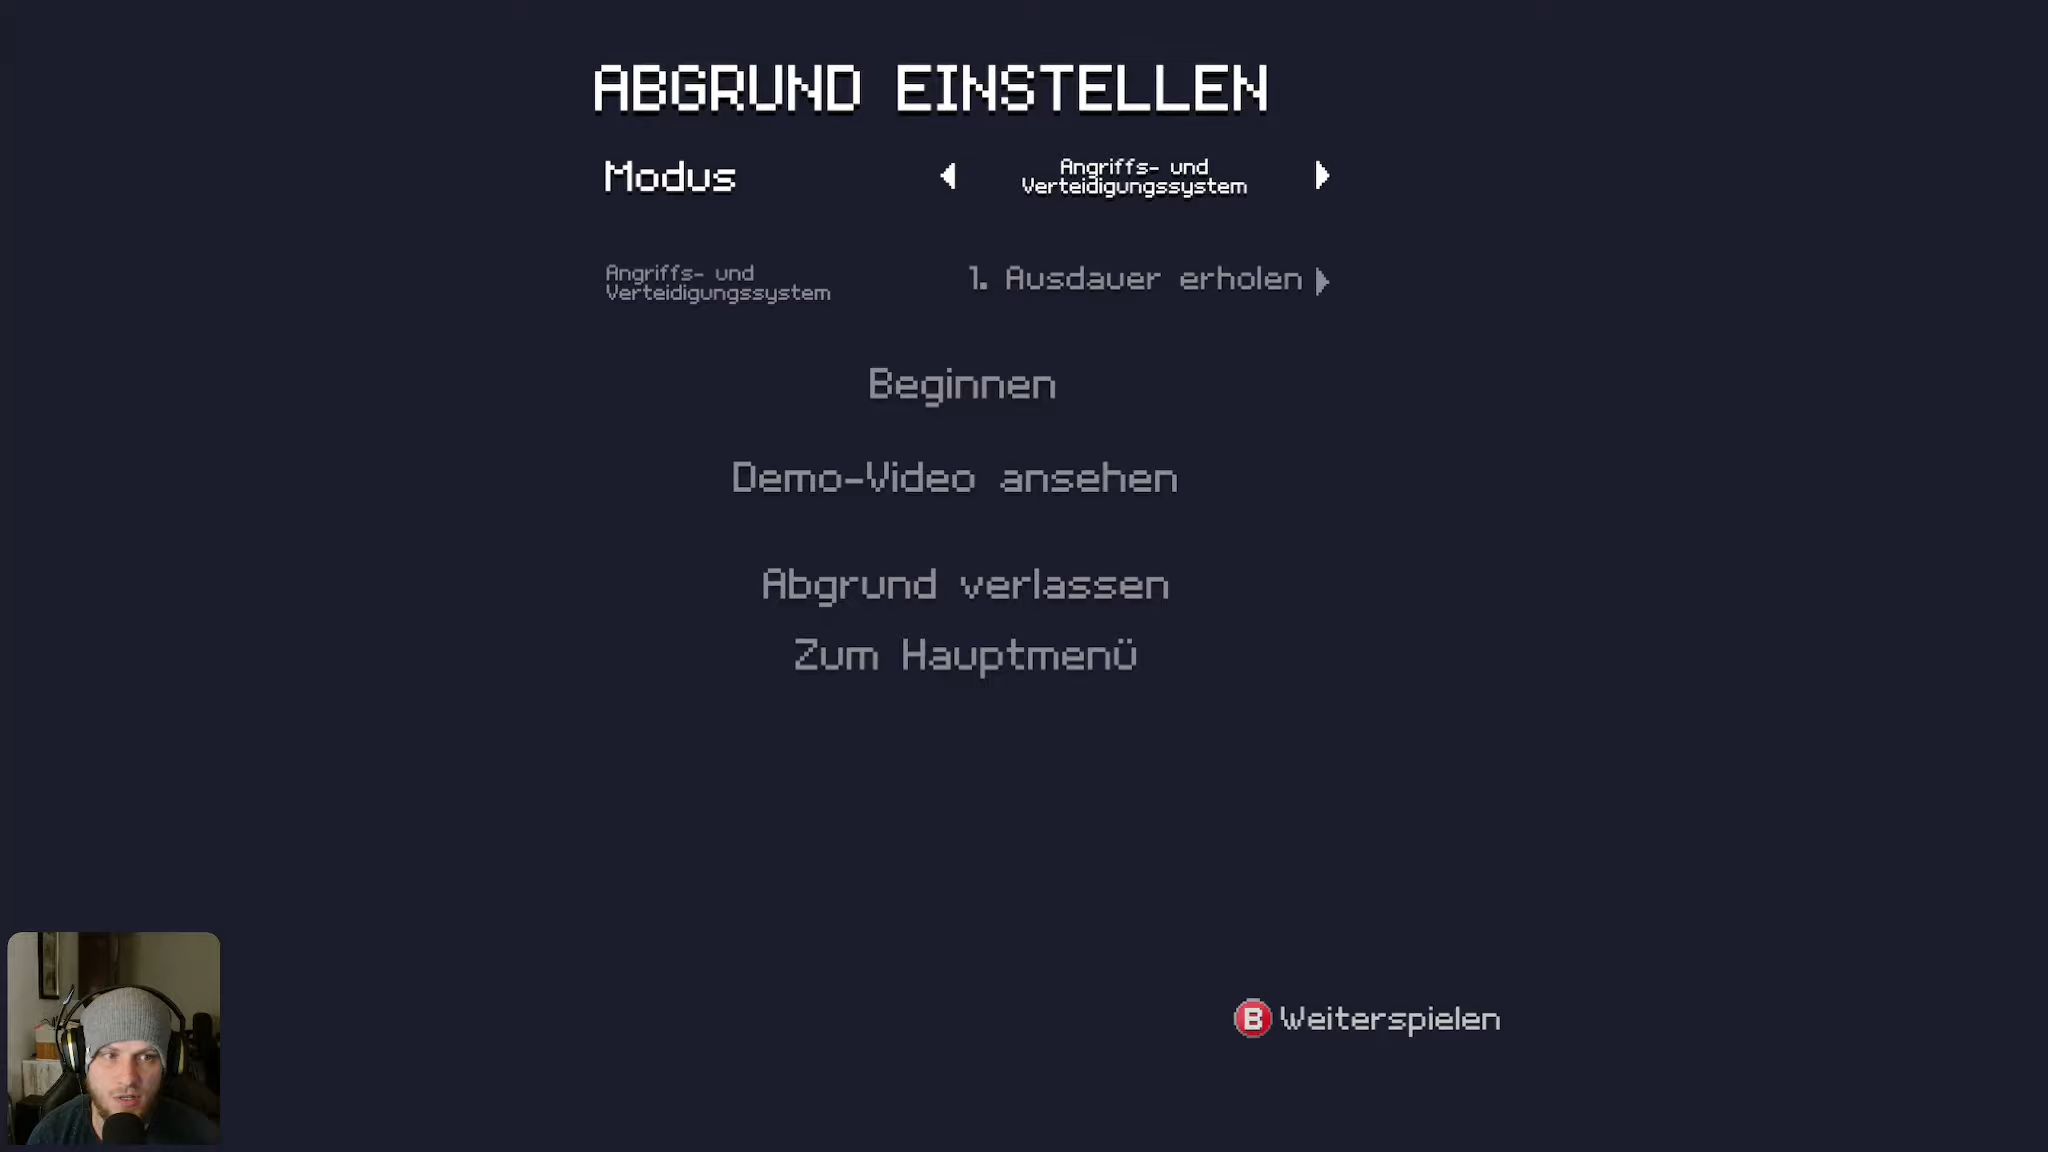 ABGRUND EINSTELLEN
Modus
Angriffs- und
Verteidigungssystem
Angriffs- und
Verteidigungssystem
1. Ausdauer erholen
Beginnen
Demo-Video ansehen
Abgrund verlassen
Zum Hauptmenü
B Weiterspielen